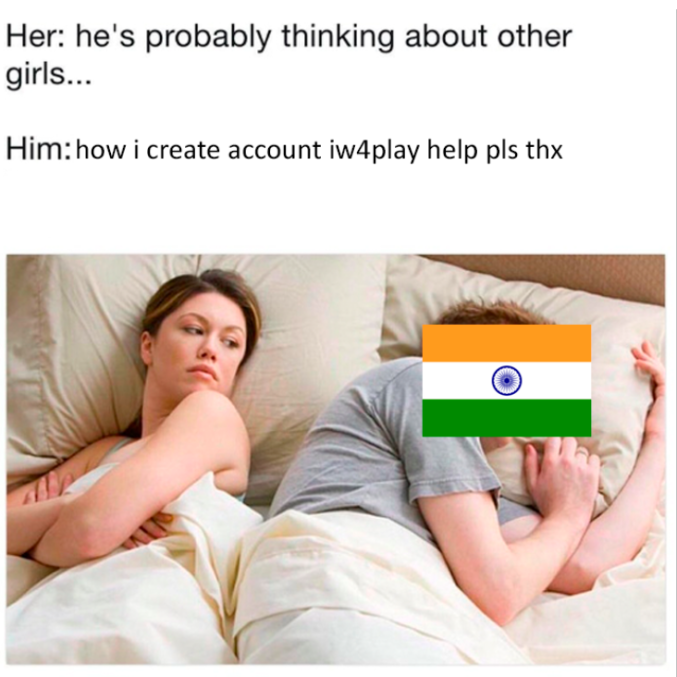 Her: he's probably thinking about other
girls...
Him: how i create account iw4play help pls thx